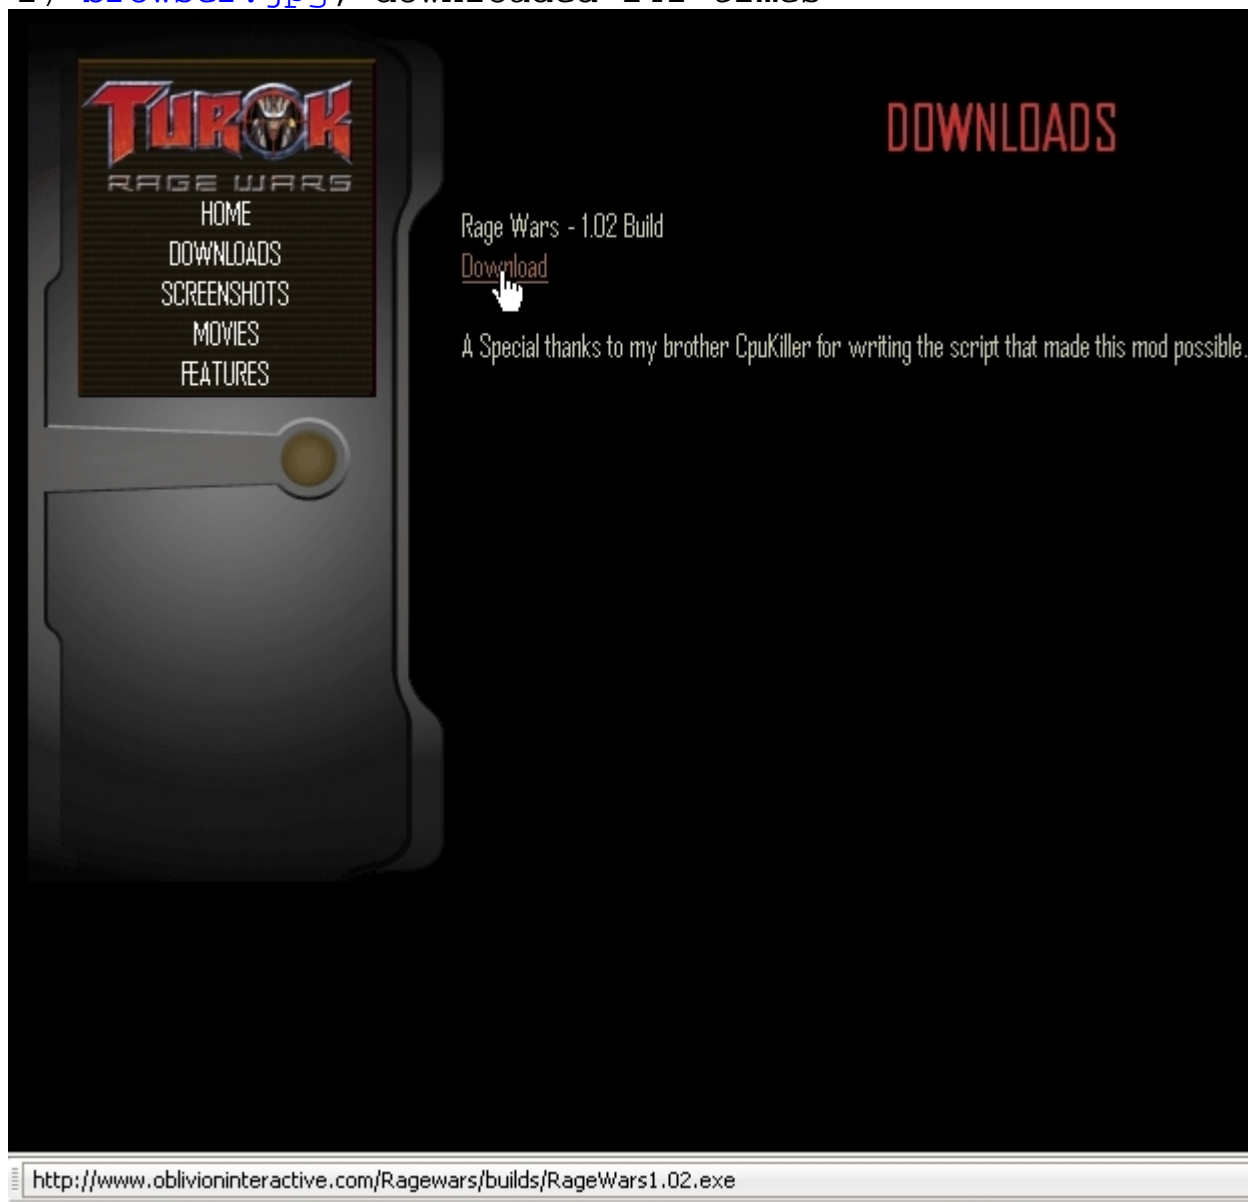 TUROK
RAGE WARS
HOME
DOWNLOADS
SCREENSHOTS
MOVIES
FEATURES
DOWNLOADS
Rage Wars - 1.02 Build
Download
A Special thanks to my brother CpuKiller for writing the script that made this mod possible.
http://www.oblivioninteractive.com/Ragewars/builds/RageWars1.02.exe